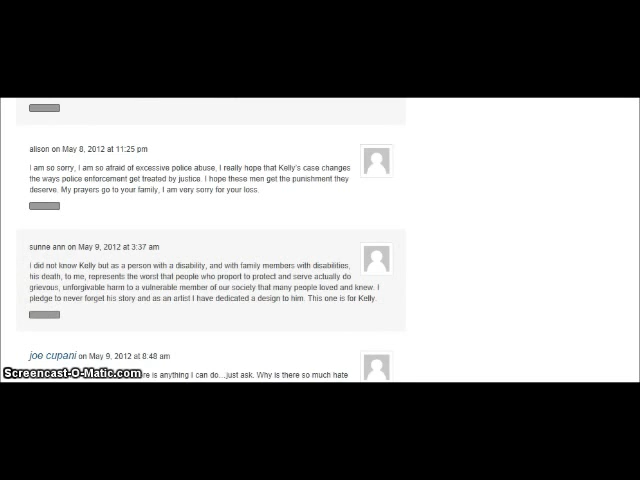 alison on May 8, 2012 at 11:25 pm
I am so sorry, I am so afraid of excessive police abuse, I really hope that Kelly's case changes
the ways police enforcement get treated by justice. I hope these men get the punishment they
deserve. My prayers go to your family, I am very sorry for your loss.
sunne ann on May 9, 2012 at 3:37 am
I did not know Kelly but as a person with a disability, and with family members with disabilities,
his death, to me, represents the worst that people who proport to protect and serve actually do
grievous, unforgivable harm to a vulnerable member of our society that many people loved and knew. I
pledge to never forget his story and as an artist I have dedicated a design to him. This one is for Kelly.
joe cupani on May 9, 2012 at 8:48 am
is anything I can do…just ask. Why is there so much hate
Screencast-O-Matic.com